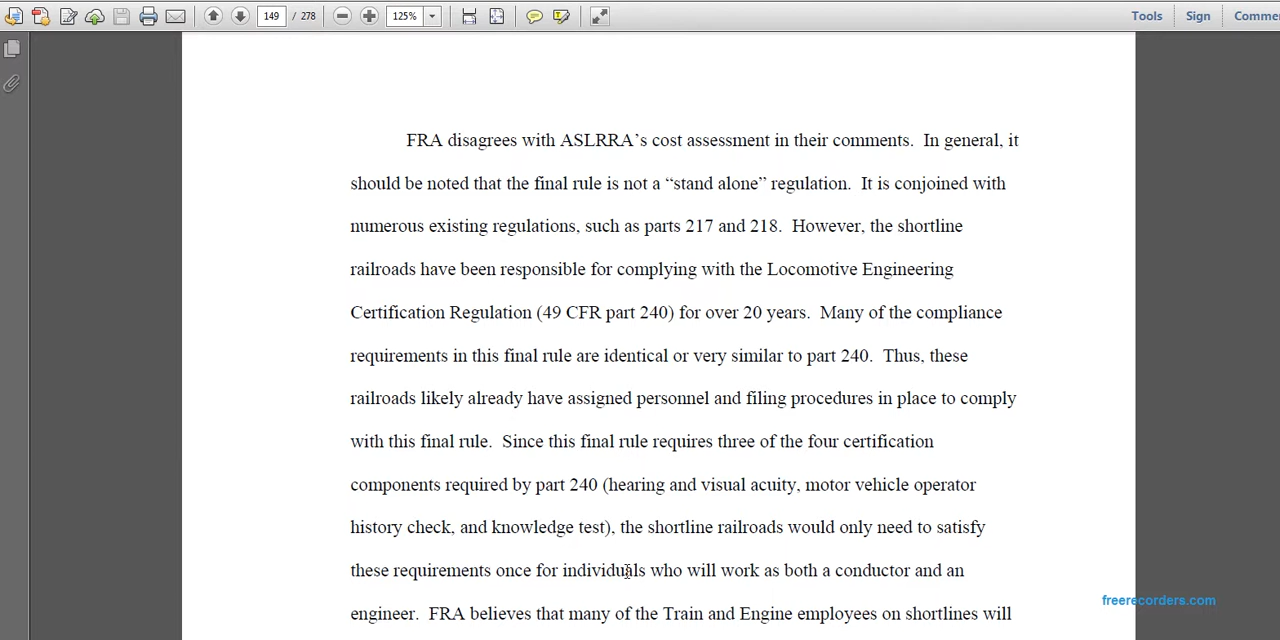 149 / 278 125% Tools Sign Comme
FRA disagrees with ASLRRA’s cost assessment in their comments. In general, it
should be noted that the final rule is not a “stand alone” regulation. It is conjoined with
numerous existing regulations, such as parts 217 and 218. However, the shortline
railroads have been responsible for complying with the Locomotive Engineering
Certification Regulation (49 CFR part 240) for over 20 years. Many of the compliance
requirements in this final rule are identical or very similar to part 240. Thus, these
railroads likely already have assigned personnel and filing procedures in place to comply
with this final rule. Since this final rule requires three of the four certification
components required by part 240 (hearing and visual acuity, motor vehicle operator
history check, and knowledge test), the shortline railroads would only need to satisfy
these requirements once for individuals who will work as both a conductor and an
freerecorders.com
engineer. FRA believes that many of the Train and Engine employees on shortlines will